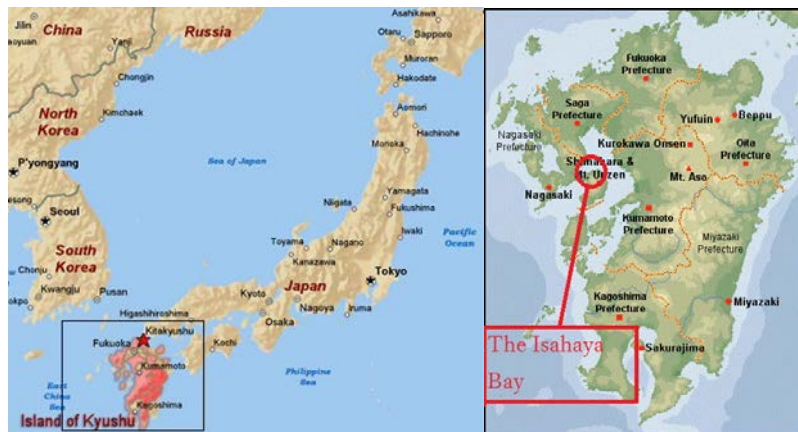 Jilin
China
Russia
Asahikawa
Otaru
Sapporo
Yanji
Muroran
Chongjin
Hakodate
North
Korea
Kimchaek
Aomori
Hachinohe
Monoka
P'yongyang
Sea of Japan
Yamagata
Seoul
Niigata
Fukushima
Pacific
Ocean
South
Korea
Toyama
Nagano
Iwaki
Kanazawa
Chonju
Japan
Tokyo
Kwangju
Pusan
Kyoto
Nagoya
Iruma
Higashihiroshima
Osaka
Kitakyushu
Fukuoka
Kochi
Kumamoto
Philippine
Sea
East
China
Sea
Kagoshima
Island of Kyushu
Fukuoka
Prefecture
Saga
Prefecture
Yufuin
Beppu
Nagasaki
Prefecture
Kurokawa Onsen
Oita
Prefecture
Shimabara &
Mt. Unzen
Mt. Aso
Nagasaki
Kumamoto
Prefecture
Miyazaki
Prefecture
Kagoshima
Prefecture
Miyazaki
The Isahaya
Bay
Sakurajima